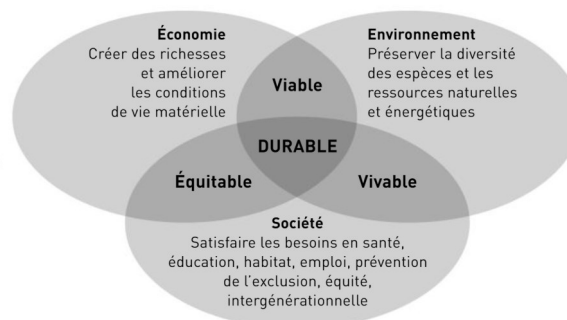 Économie
Créer des richesses
et améliorer
les conditions
de vie matérielle
Environnement
Préserver la diversité
des espèces et les
ressources naturelles
et énergétiques
Viable
DURABLE
Équitable
Vivable
Société
Satisfaire les besoins en santé,
éducation, habitat, emploi, prévention
de l'exclusion, équité,
intergénérationnelle